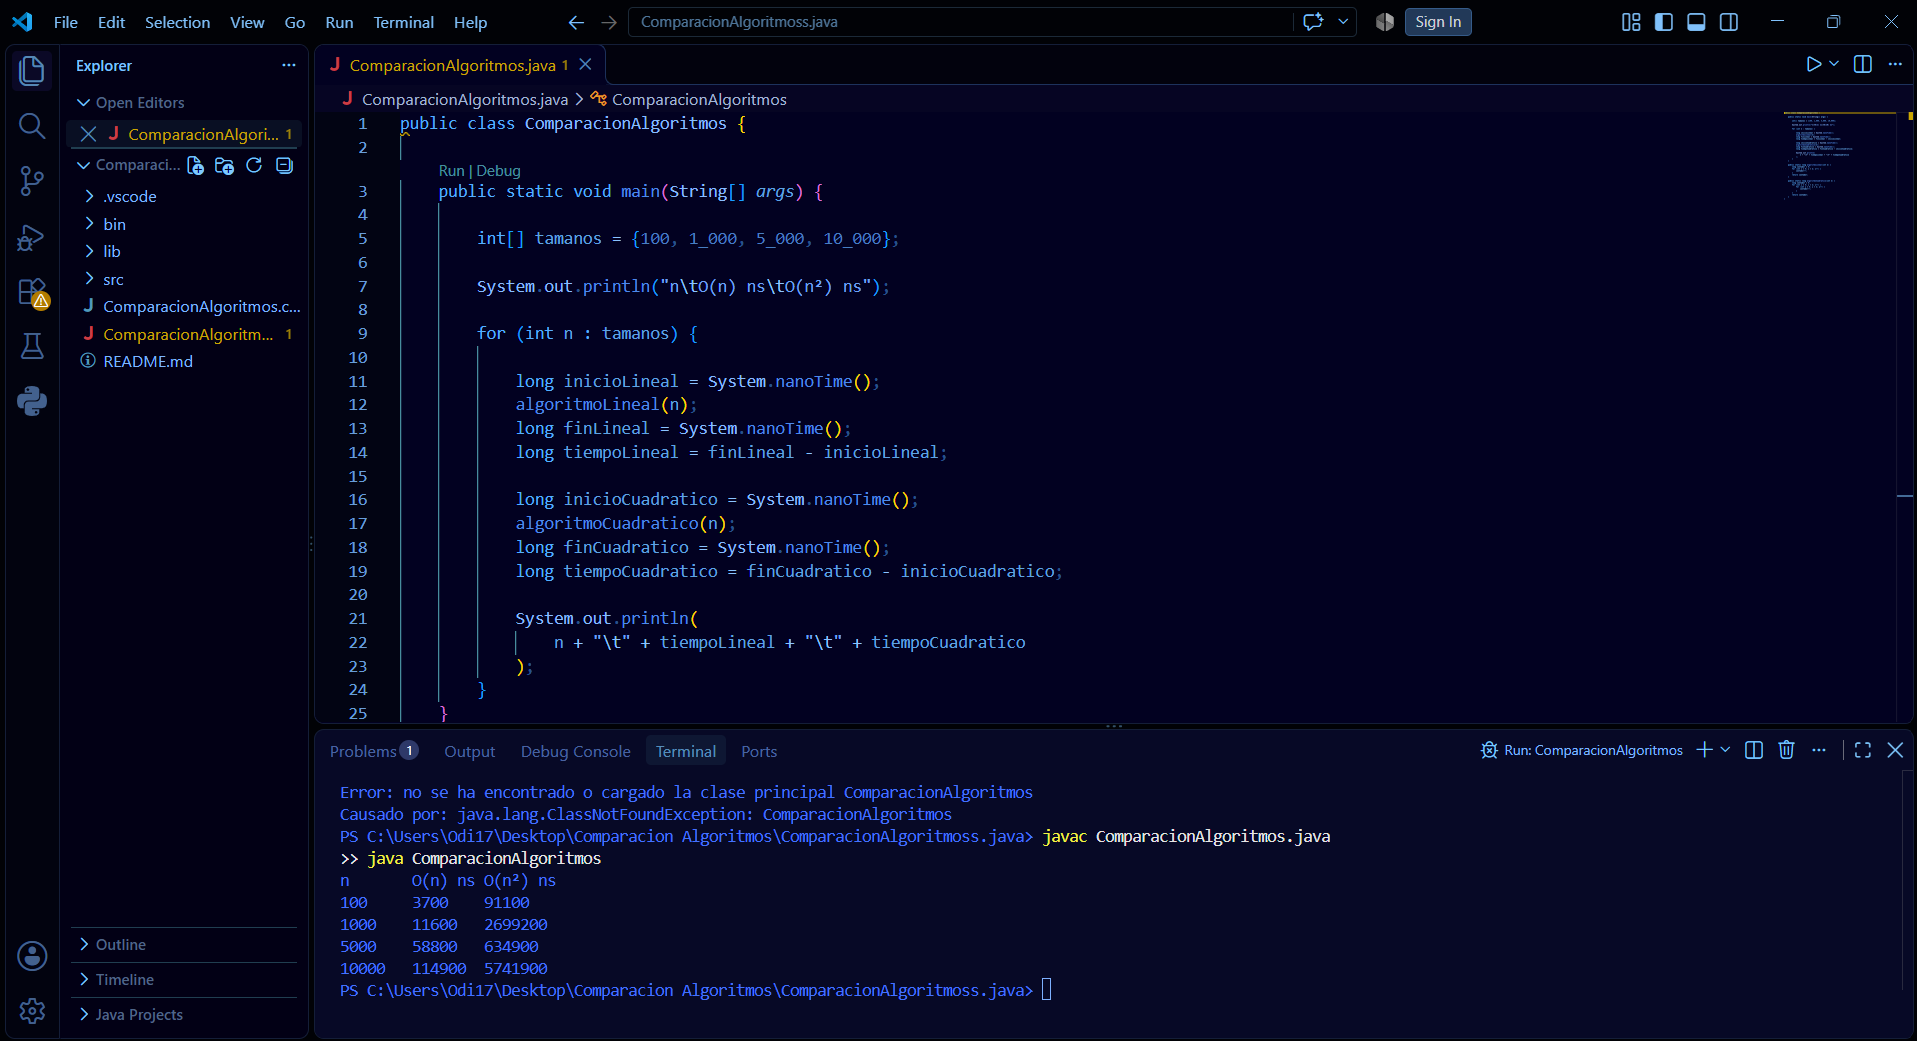 File Edit Selection View Go Run Terminal Help
ComparacionAlgoritmoss.java
Sign In
Explorer
Open Editors
ComparacionAlgori... 1
Comparaci...
.vscode
bin
lib
src
ComparacionAlgoritmos.c...
ComparacionAlgoritm... 1
README.md
Outline
Timeline
Java Projects
ComparacionAlgoritmos.java 1
ComparacionAlgoritmos.java > ComparacionAlgoritmos
1 public class ComparacionAlgoritmos {
2
Run | Debug
3 public static void main(String[] args) {
4
5 int[] tamanos = {100, 1_000, 5_000, 10_000};
6
7 System.out.println("n\tO(n) ns\tO(n²) ns");
8
9 for (int n : tamanos) {
10
11 long inicioLineal = System.nanoTime();
12 algoritmoLineal(n);
13 long finLineal = System.nanoTime();
14 long tiempoLineal = finLineal - inicioLineal;
15
16 long inicioCuadratico = System.nanoTime();
17 algoritmoCuadratico(n);
18 long finCuadratico = System.nanoTime();
19 long tiempoCuadratico = finCuadratico - inicioCuadratico;
20
21 System.out.println(
22 n + "\t" + tiempoLineal + "\t" + tiempoCuadratico
23 );
24 }
25 }
Problems 1 Output Debug Console Terminal Ports
Run: ComparacionAlgoritmos
Error: no se ha encontrado o cargado la clase principal ComparacionAlgoritmos
Causado por: java.lang.ClassNotFoundException: ComparacionAlgoritmos
PS C:\Users\Odi17\Desktop\Comparacion Algoritmos\ComparacionAlgoritmoss.java> javac ComparacionAlgoritmos.java
>> java ComparacionAlgoritmos
n O(n) ns O(n²) ns
100 3700 91100
1000 11600 2699200
5000 58800 634900
10000 114900 5741900
PS C:\Users\Odi17\Desktop\Comparacion Algoritmos\ComparacionAlgoritmoss.java>